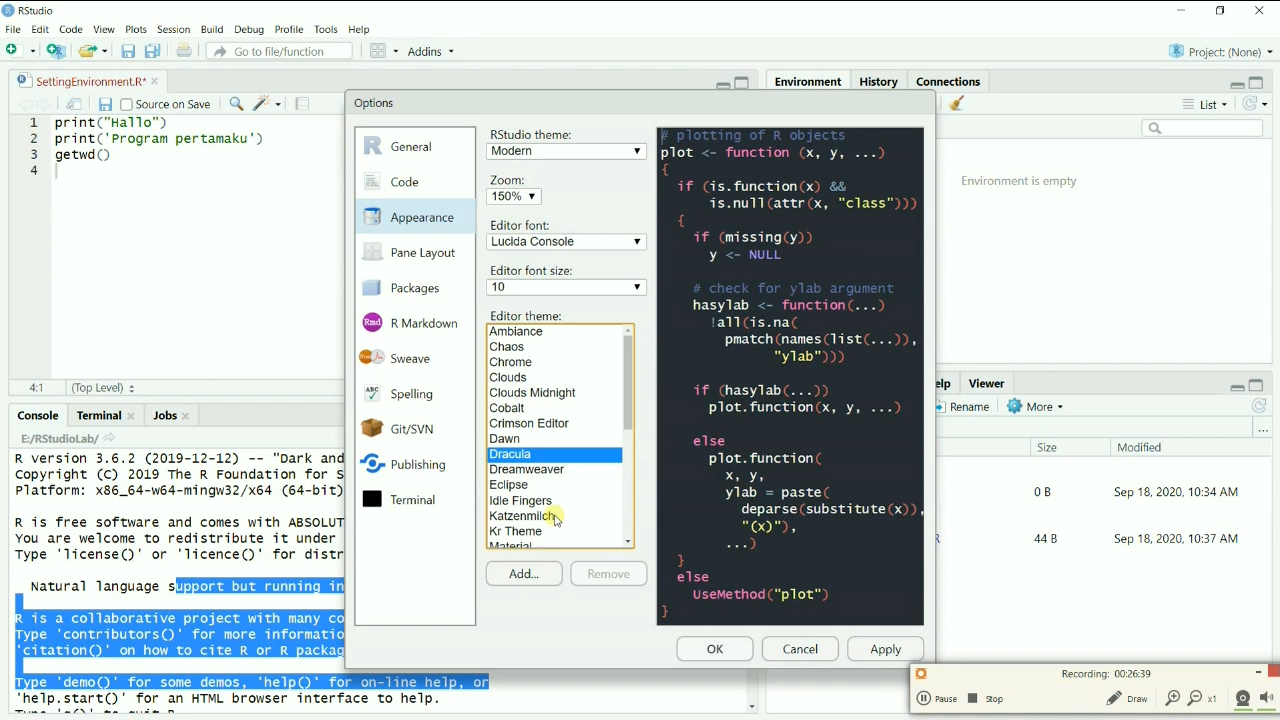 RStudio
File Edit Code View Plots Session Build Debug Profile Tools Help
Go to file/function Addins Project: (None)
SettingEnvironment.R*
Source on Save
1 print("Hallo")
2 print('Program pertamaku')
3 getwd()
4
4:1 (Top Level)
Console Terminal Jobs
E:/RStudioLab/
R version 3.6.2 (2019-12-12) -- "Dark and
Copyright (C) 2019 The R Foundation for S
Platform: x86_64-w64-mingw32/x64 (64-bit)
R is free software and comes with ABSOLUT
You are welcome to redistribute it under
Type 'license()' or 'licence()' for distr
Natural language support but running in
R is a collaborative project with many co
Type 'contributors()' for more informatio
'citation()' on how to cite R or R packag
Type 'demo()' for some demos, 'help()' for on-line help, or
'help.start()' for an HTML browser interface to help.
Options
General
Code
Appearance
Pane Layout
Packages
Rmd R Markdown
Sweave
ABC Spelling
Git/SVN
Publishing
Terminal
RStudio theme:
Modern
Zoom:
150%
Editor font:
Lucida Console
Editor font size:
10
Editor theme:
Ambiance
Chaos
Chrome
Clouds
Clouds Midnight
Cobalt
Crimson Editor
Dawn
Dracula
Dreamweaver
Eclipse
Idle Fingers
Katzenmilch
Kr Theme
Material
Add... Remove
# plotting of R objects
plot <- function (x, y, ...)
{
if (is.function(x) &&
is.null(attr(x, "class")))
{
if (missing(y))
y <- NULL
# check for ylab argument
hasylab <- function(...)
!all(is.na(
pmatch(names(list(...)),
"ylab")))
if (hasylab(...))
plot.function(x, y, ...)
else
plot.function(
x, y,
ylab = paste(
deparse(substitute(x)),
"(x)"),
...)
}
else
UseMethod("plot")
}
OK Cancel Apply
Environment History Connections
List
Environment is empty
elp Viewer
Rename More
Size Modified
0 B Sep 18, 2020, 10:34 AM
R 44 B Sep 18, 2020, 10:37 AM
Recording: 00:26:39
Pause Stop Draw x1